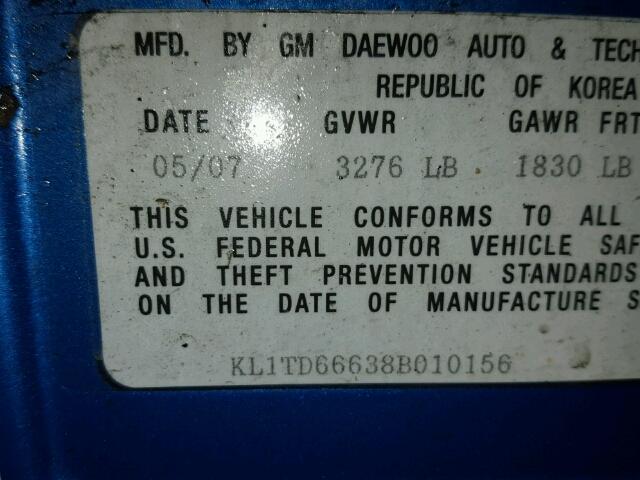 MFD. BY GM DAEWOO AUTO & TECH
REPUBLIC OF KOREA
DATE GVWR GAWR FRT
05/07 3276 LB 1830 LB
THIS VEHICLE CONFORMS TO ALL
U.S. FEDERAL MOTOR VEHICLE SAF
AND THEFT PREVENTION STANDARDS
ON THE DATE OF MANUFACTURE S
KL1TD66638B010156